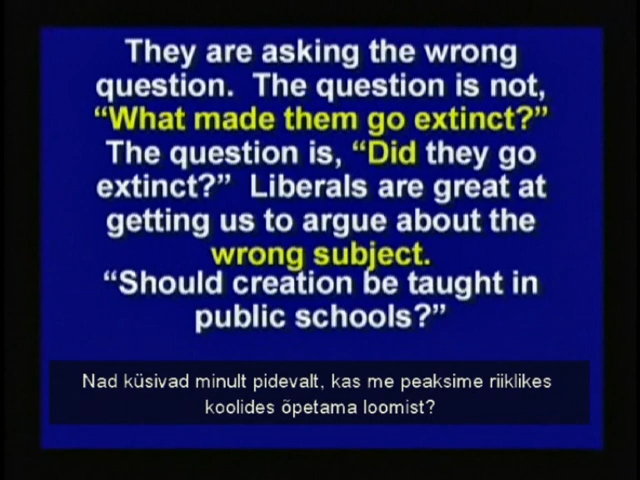 They are asking the wrong
question.  The question is not,
“What made them go extinct?”
The question is, “Did they go
extinct?”  Liberals are great at
getting us to argue about the
wrong subject.
“Should creation be taught in
public schools?”
Nad küsivad minult pidevalt, kas me peaksime riiklikes
koolides õpetama loomist?